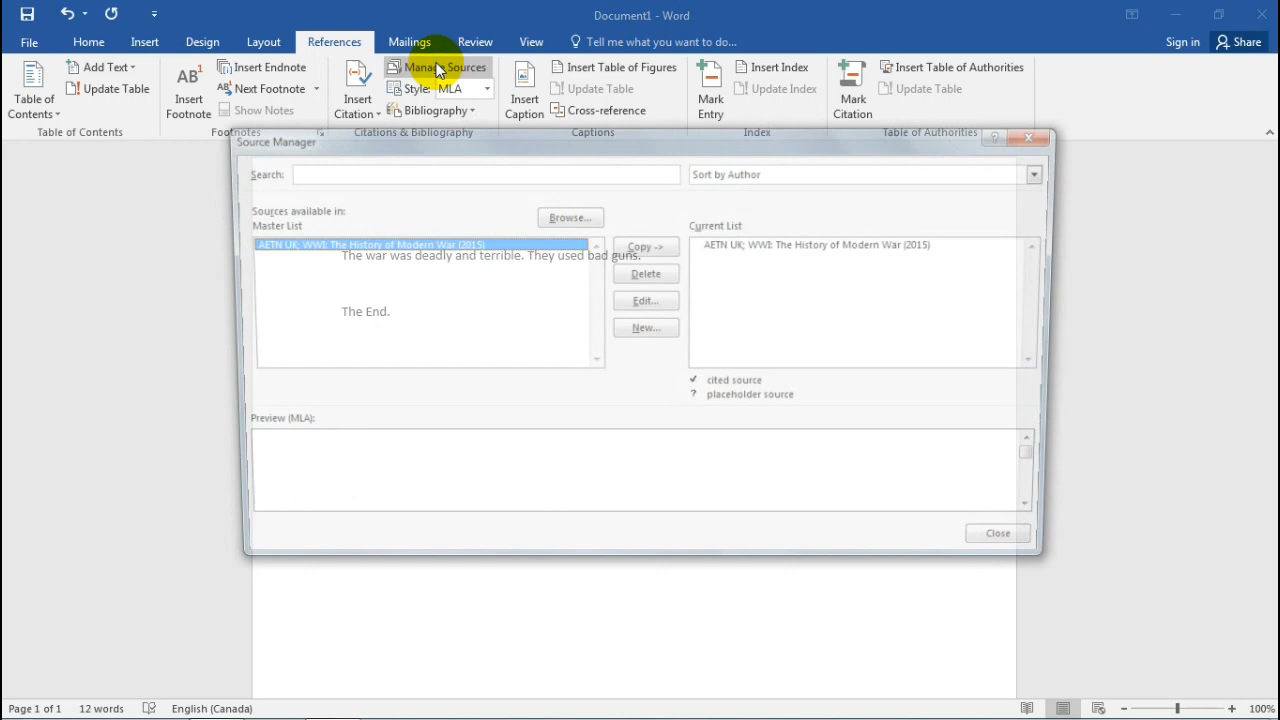 Document1 - Word
File Home Insert Design Layout References Mailings Review View Tell me what you want to do... Sign in Share
Table of Contents
Add Text
Update Table
Table of Contents
AB1
Insert Footnote
Insert Endnote
AB1 Next Footnote
Show Notes
Footnotes
Insert Citation
Manage Sources
Style: MLA
Bibliography
Citations & Bibliography
Insert Caption
Insert Table of Figures
Update Table
Cross-reference
Captions
Mark Entry
Insert Index
Update Index
Index
Mark Citation
Insert Table of Authorities
Update Table
Table of Authorities
Source Manager
Search:
Sort by Author
Sources available in:
Master List
Browse...
Current List
AETN UK; WWI: The History of Modern War (2015)
Copy ->
AETN UK; WWI: The History of Modern War (2015)
The war was deadly and terrible. They used bad guns.
Delete
Edit...
The End.
New...
✓ cited source
? placeholder source
Preview (MLA):
Close
Page 1 of 1 12 words English (Canada) 100%